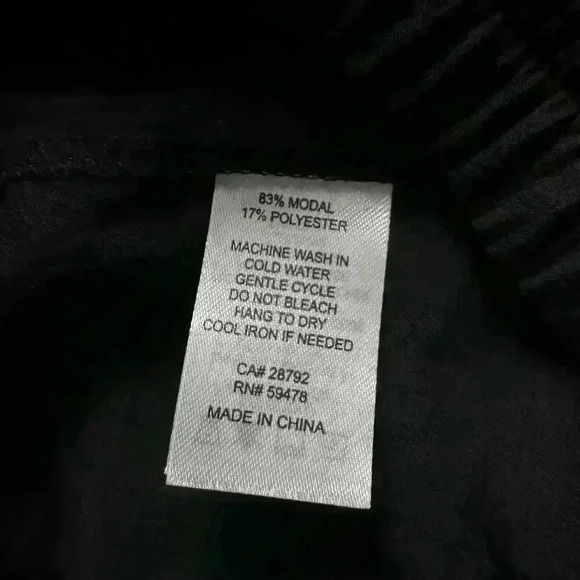 83% MODAL
17% POLYESTER
MACHINE WASH IN
COLD WATER
GENTLE CYCLE
DO NOT BLEACH
HANG TO DRY
COOL IRON IF NEEDED
CA# 28792
RN# 59478
MADE IN CHINA